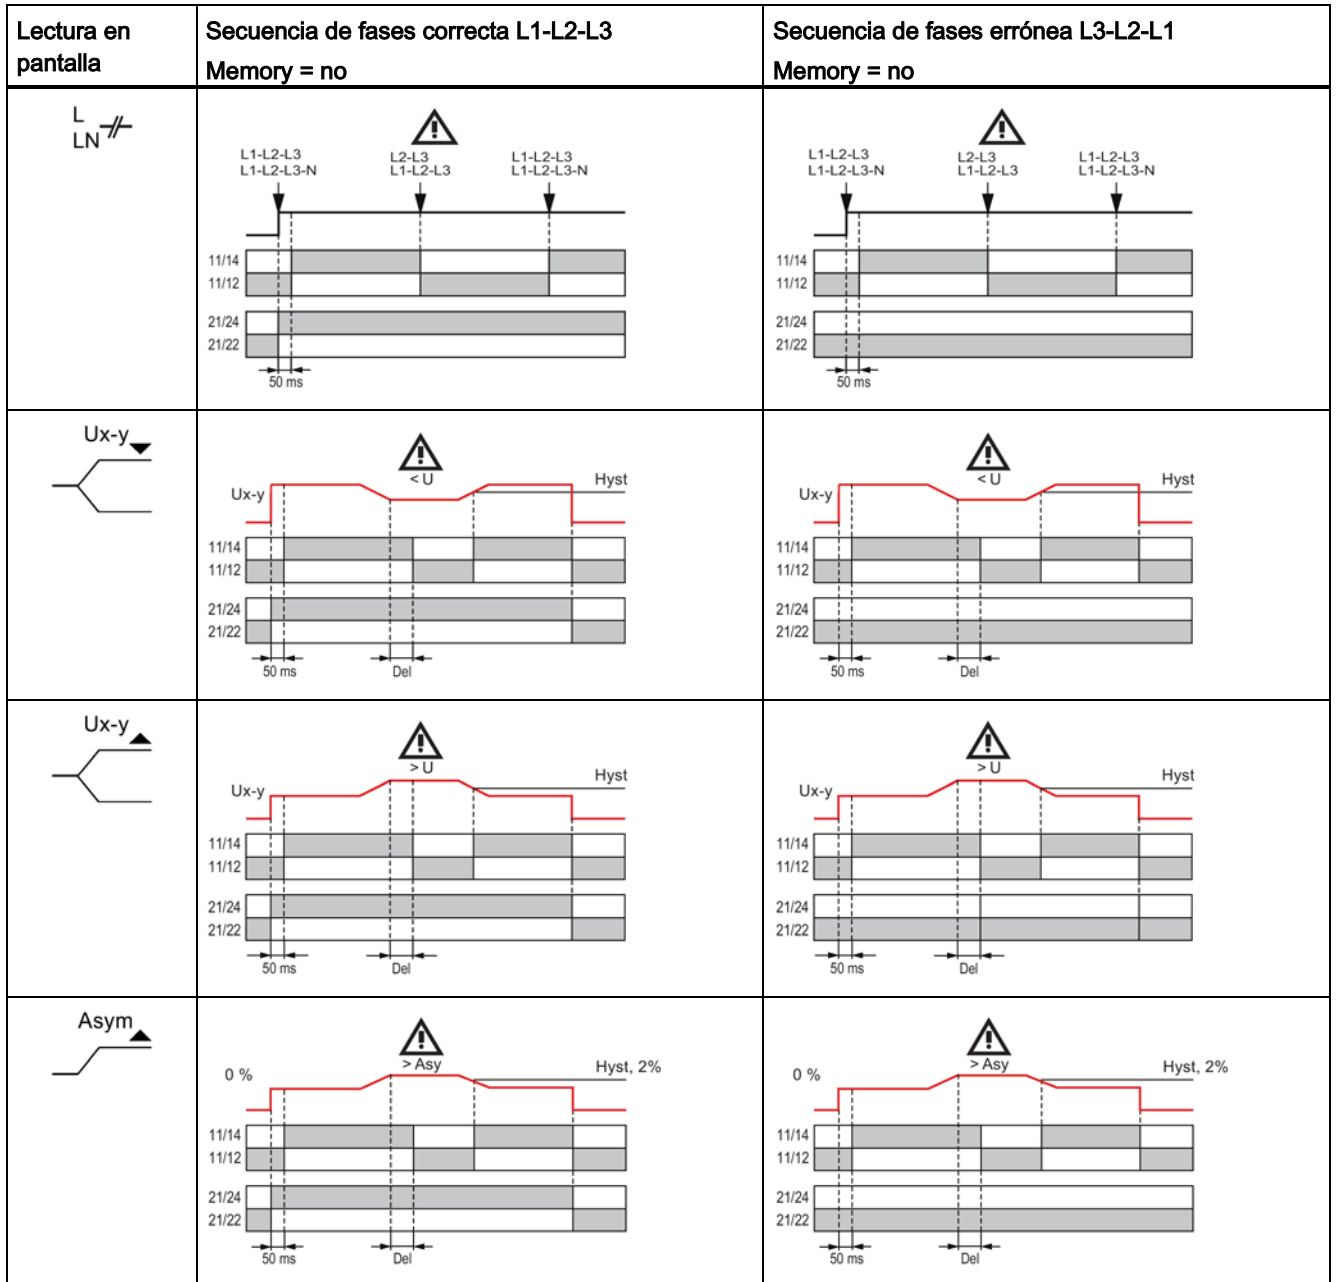 Lectura en
pantalla
Secuencia de fases correcta L1-L2-L3
Memory = no
Secuencia de fases errónea L3-L2-L1
Memory = no
L
LN
L1-L2-L3
L1-L2-L3-N
L2-L3
L1-L2-L3
L1-L2-L3
L1-L2-L3-N
11/14
11/12
21/24
21/22
50 ms
L1-L2-L3
L1-L2-L3-N
L2-L3
L1-L2-L3
L1-L2-L3
L1-L2-L3-N
11/14
11/12
21/24
21/22
50 ms
Ux-y
< U
Hyst
Ux-y
11/14
11/12
21/24
21/22
50 ms
Del
< U
Hyst
Ux-y
11/14
11/12
21/24
21/22
50 ms
Del
Ux-y
> U
Hyst
Ux-y
11/14
11/12
21/24
21/22
50 ms
Del
> U
Hyst
Ux-y
11/14
11/12
21/24
21/22
50 ms
Del
Asym
> Asy
Hyst, 2%
0 %
11/14
11/12
21/24
21/22
50 ms
Del
> Asy
Hyst, 2%
0 %
11/14
11/12
21/24
21/22
50 ms
Del